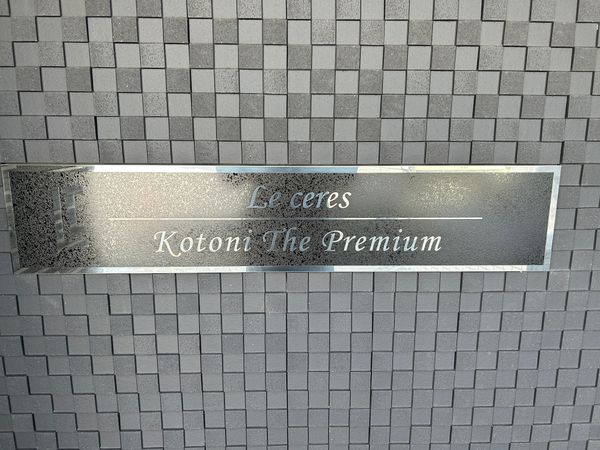 Le ceres
Kotoni The Premium